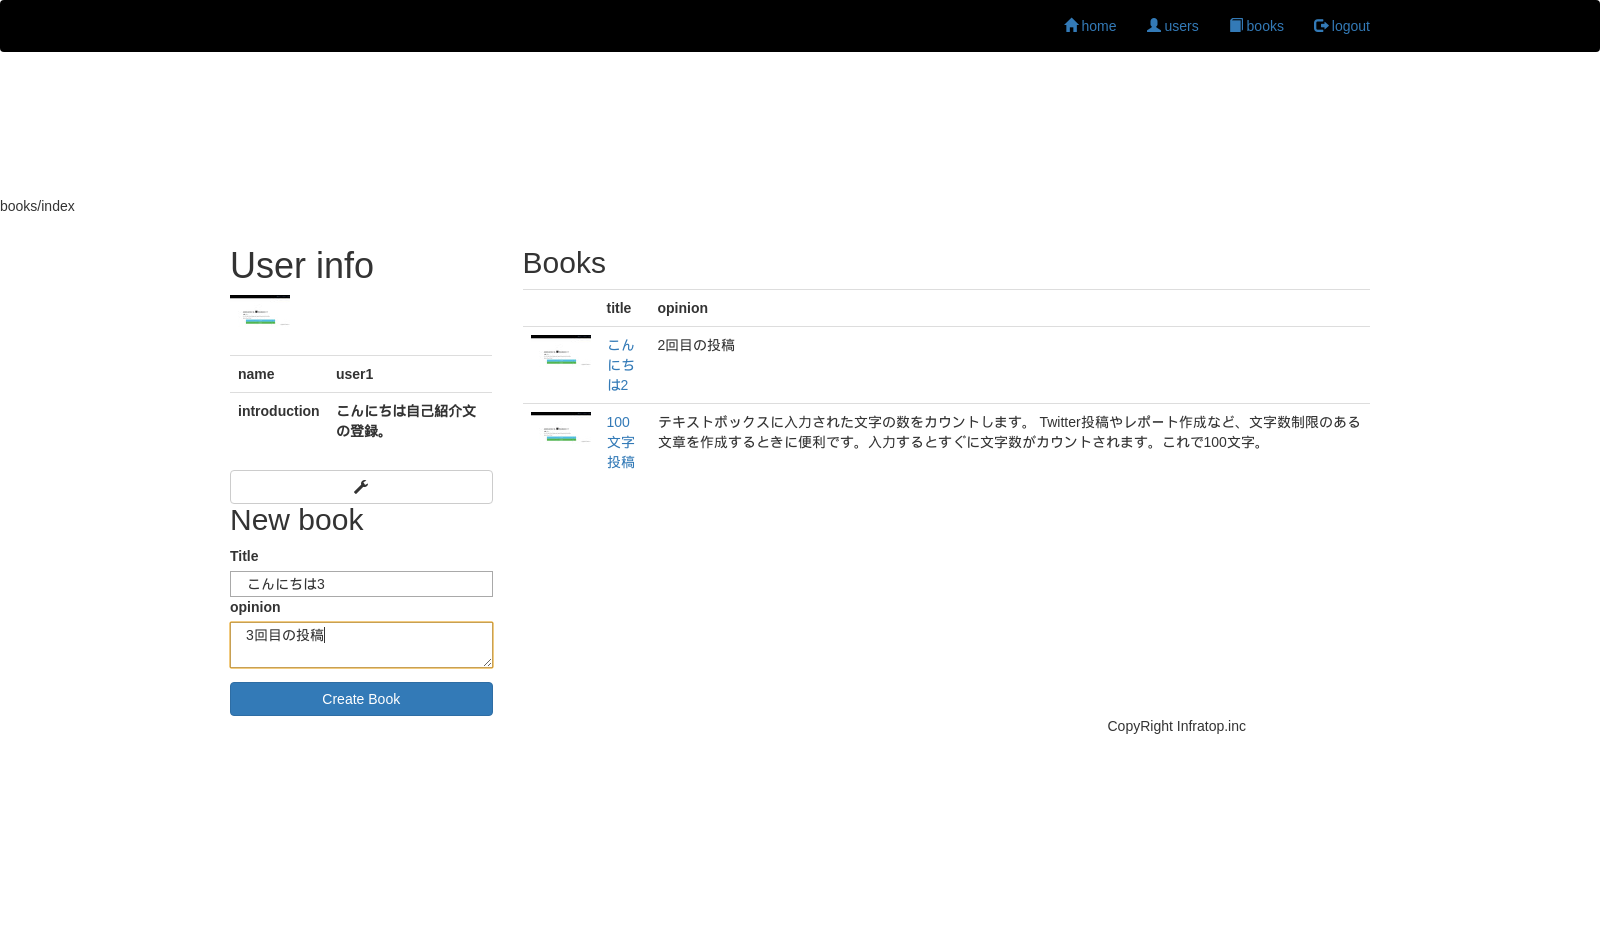 home users books logout
books/index
User info
name user1
introduction こんにちは自己紹介文
の登録。
New book
Title
こんにちは3
opinion
3回目の投稿
Create Book
Books
title opinion
こん
にち
は2
2回目の投稿
100
文字
投稿
テキストボックスに入力された文字の数をカウントします。 Twitter投稿やレポート作成など、文字数制限のある
文章を作成するときに便利です。入力するとすぐに文字数がカウントされます。これで100文字。
CopyRight Infratop.inc